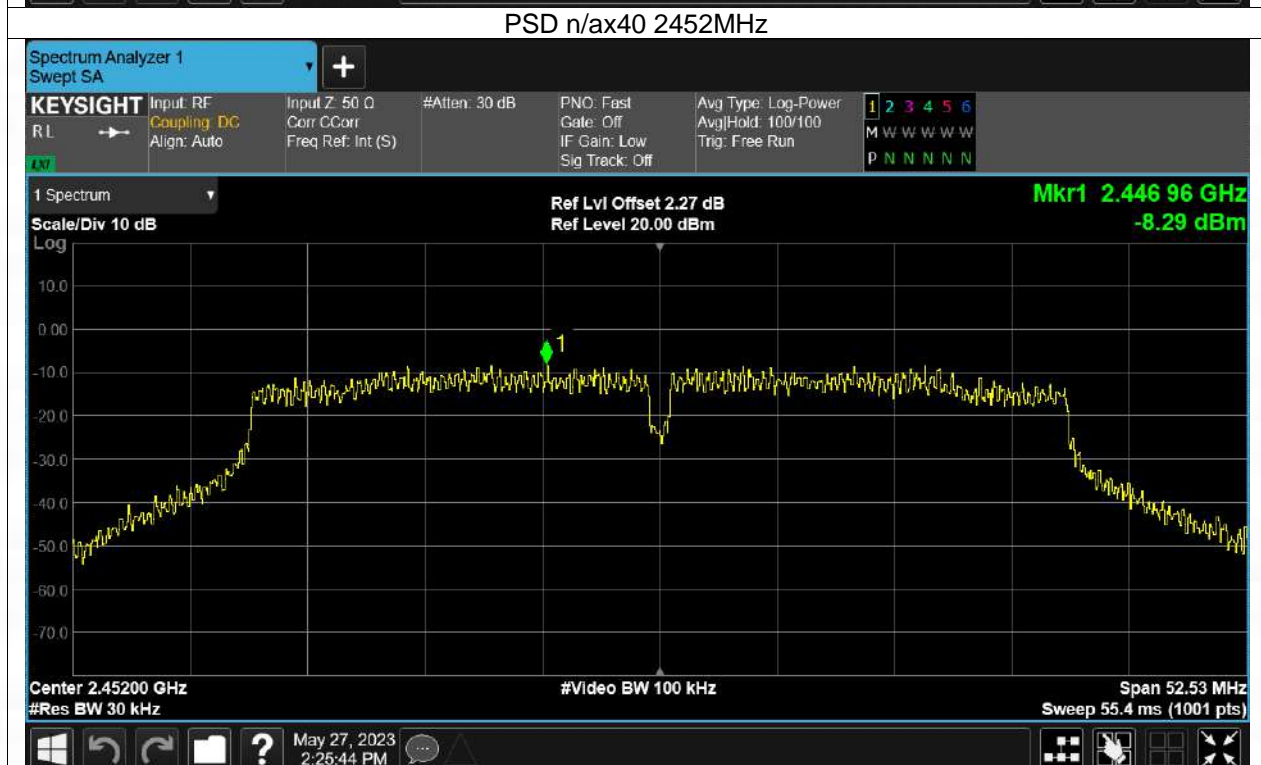 PSD n/ax40 2452MHz
Spectrum Analyzer 1
Swept SA
+
KEYSIGHT Input: RF Input Z: 50 Ω #Atten: 30 dB PNO: Fast Avg Type: Log-Power 1 2 3 4 5 6
RL Coupling: DC Corr CCorr Gate: Off Avg|Hold: 100/100 M W W W W W W
Align: Auto Freq Ref: Int (S) IF Gain: Low Trig: Free Run
LXI Sig Track: Off P N N N N N N
1 Spectrum Ref Lvl Offset 2.27 dB Mkr1 2.446 96 GHz
Scale/Div 10 dB Ref Level 20.00 dBm -8.29 dBm
Log
10.0
0.00
1
-10.0
-20.0
-30.0
-40.0
-50.0
-60.0
-70.0
Center 2.45200 GHz #Video BW 100 kHz Span 52.53 MHz
#Res BW 30 kHz Sweep 55.4 ms (1001 pts)
? May 27, 2023
2:25:44 PM